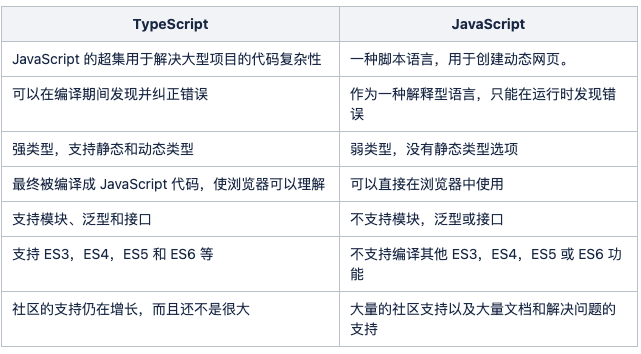 TypeScript
JavaScript
JavaScript 的超集用于解决大型项目的代码复杂性
一种脚本语言，用于创建动态网页。
可以在编译期间发现并纠正错误
作为一种解释型语言，只能在运行时发现错
误
强类型，支持静态和动态类型
弱类型，没有静态类型选项
最终被编译成 JavaScript 代码，使浏览器可以理解
可以直接在浏览器中使用
支持模块、泛型和接口
不支持模块，泛型或接口
支持 ES3，ES4，ES5 和 ES6 等
不支持编译其他 ES3，ES4，ES5 或 ES6 功
能
社区的支持仍在增长，而且还不是很大
大量的社区支持以及大量文档和解决问题的
支持